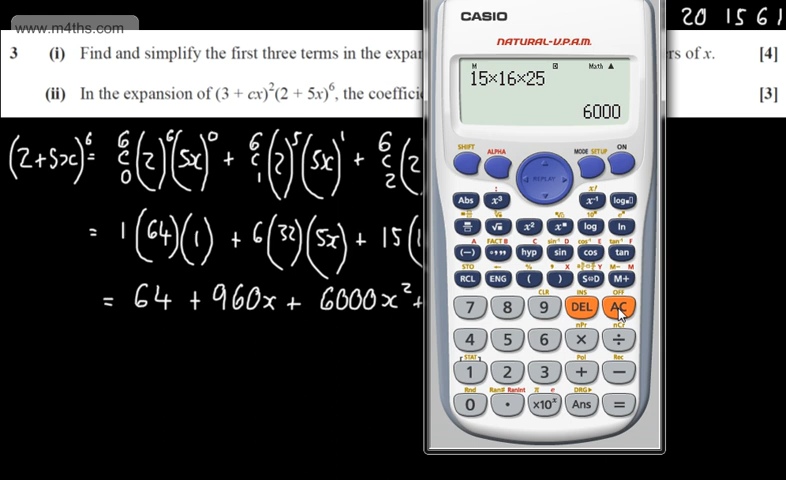 www.m4ths.com
20 15 6 1
3 (i) Find and simplify the first three terms in the expan rs of x. [4]
(ii) In the expansion of (3 + cx)²(2 + 5x)⁶, the coeffici [3]
(2+5x)⁶ = ⁶C₀ (2)⁶ (5x)⁰ + ⁶C₁ (2)⁵ (5x)¹ + ⁶C₂ (2
= 1 (64)(1) + 6(32)(5x) + 15(1
= 64 + 960x + 6000x² +
CASIO
NATURAL-V.P.A.M.
M Math ▲
15×16×25
6000
SHIFT ALPHA MODE SETUP ON
REPLAY
Abs x³ x⁻¹ log
x² ln
(−) hyp sin cos tan
RCL ENG ( ) S⇔D M+
7 8 9 DEL AC
4 5 6 × ÷
1 2 3 + −
0 • ×10ˣ Ans =